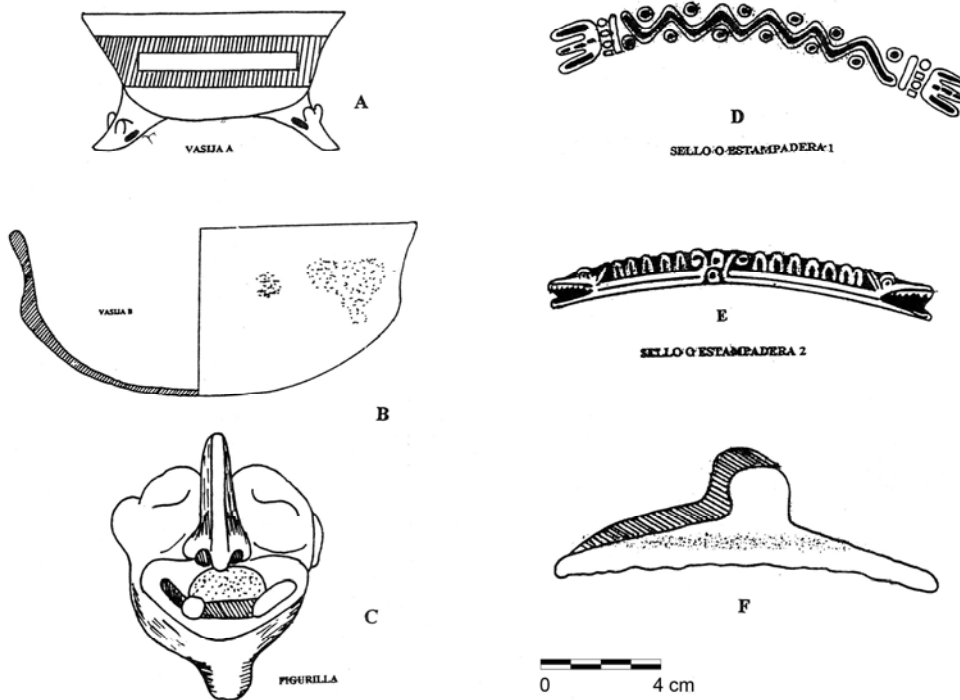 A
VASIJA A
VASIJA B
B
C
FIGURILLA
D
SELLO O ESTAMPADERA 1
E
SELLO O ESTAMPADERA 2
F
0 4 cm